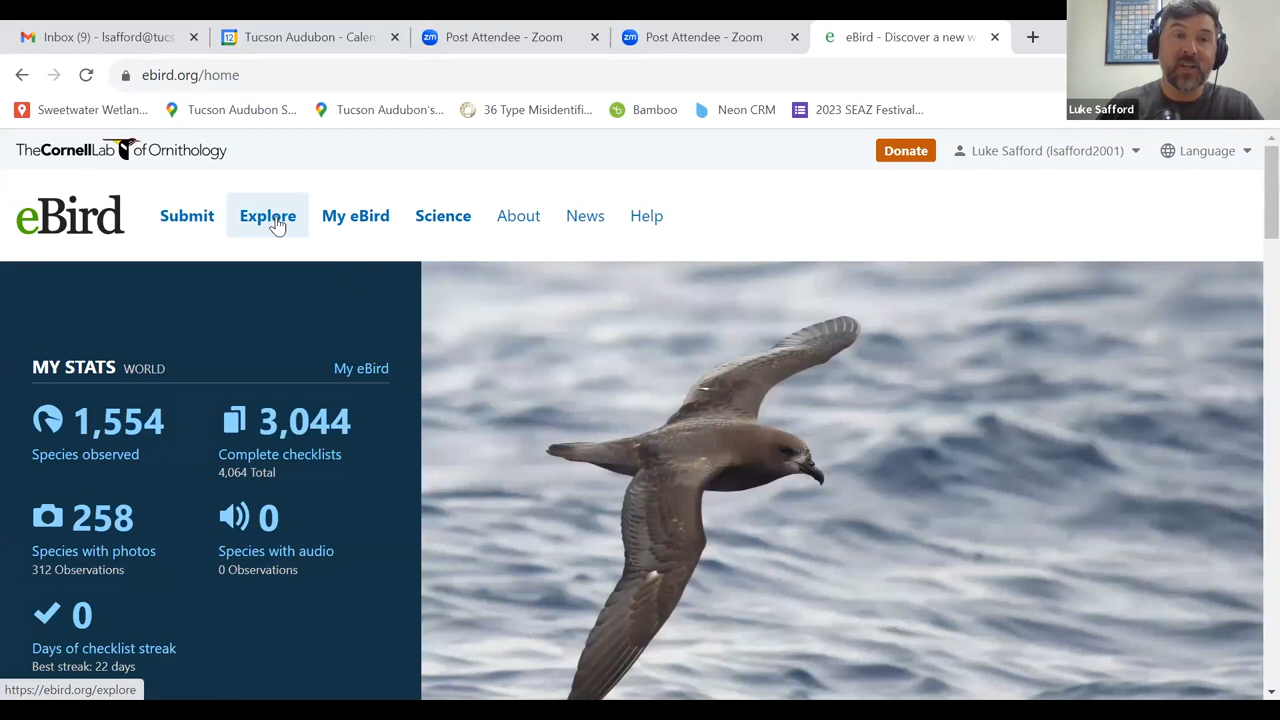 Inbox (9) - lsafford@tucs
Tucson Audubon - Calen
Post Attendee - Zoom
Post Attendee - Zoom
eBird - Discover a new w
ebird.org/home
Sweetwater Wetlan...
Tucson Audubon S...
Tucson Audubon's...
36 Type Misidentifi...
Bamboo
Neon CRM
2023 SEAZ Festival...
Luke Safford
TheCornellLab of Ornithology
Donate
Luke Safford (lsafford2001)
Language
eBird
Submit
Explore
My eBird
Science
About
News
Help
MY STATS WORLD
My eBird
1,554
Species observed
3,044
Complete checklists
4,064 Total
258
Species with photos
312 Observations
0
Species with audio
0 Observations
0
Days of checklist streak
Best streak: 22 days
https://ebird.org/explore